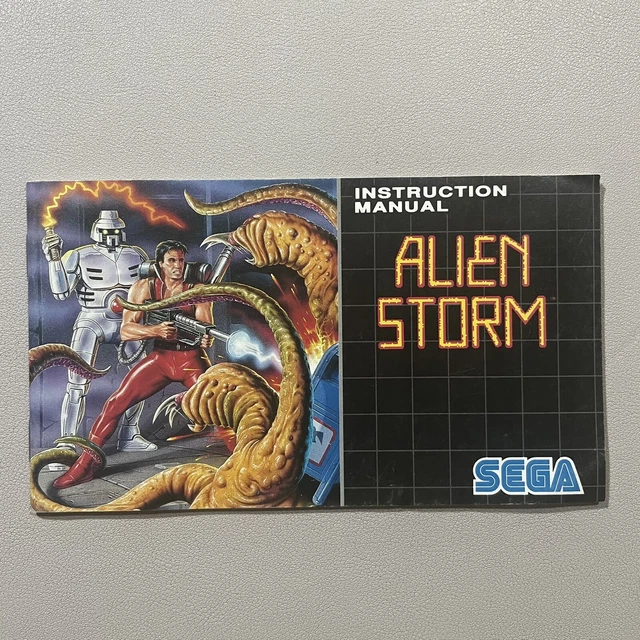 INSTRUCTION
MANUAL
ALIEN
STORM
SEGA